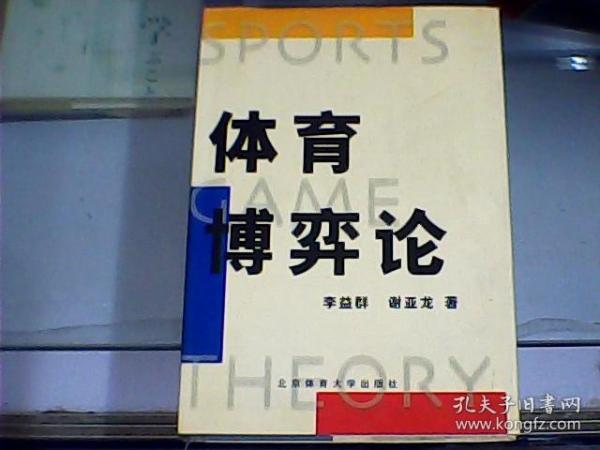 SPORTS
体育
GAME
博弈论
李益群 谢亚龙 著
THEORY
北京体育大学出版社
孔夫子旧书网
www.kongfz.com